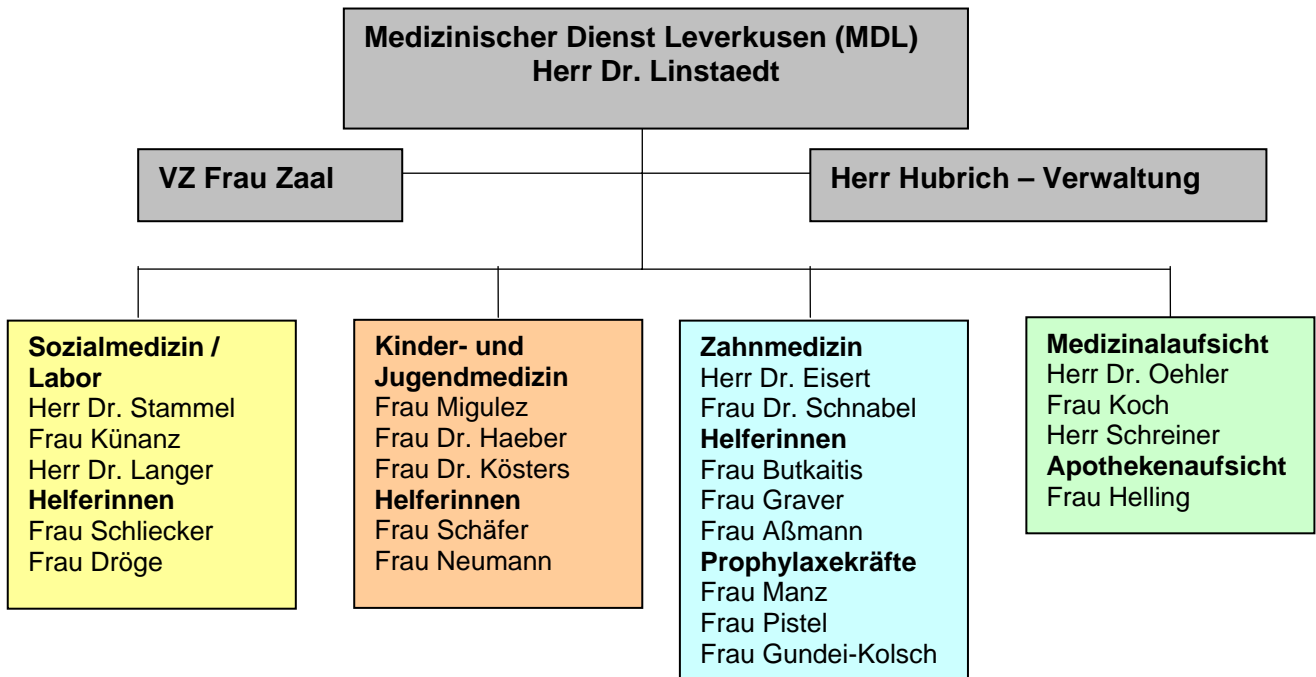 Medizinischer Dienst Leverkusen (MDL)
Herr Dr. Linstaedt
VZ Frau Zaal
Herr Hubrich – Verwaltung
Sozialmedizin /
Labor
Herr Dr. Stammel
Frau Künanz
Herr Dr. Langer
Helferinnen
Frau Schliecker
Frau Dröge
Kinder- und
Jugendmedizin
Frau Migulez
Frau Dr. Haeber
Frau Dr. Kösters
Helferinnen
Frau Schäfer
Frau Neumann
Zahnmedizin
Herr Dr. Eisert
Frau Dr. Schnabel
Helferinnen
Frau Butkaitis
Frau Graver
Frau Aßmann
Prophylaxekräfte
Frau Manz
Frau Pistel
Frau Gundei-Kolsch
Medizinalaufsicht
Herr Dr. Oehler
Frau Koch
Herr Schreiner
Apothekenaufsicht
Frau Helling